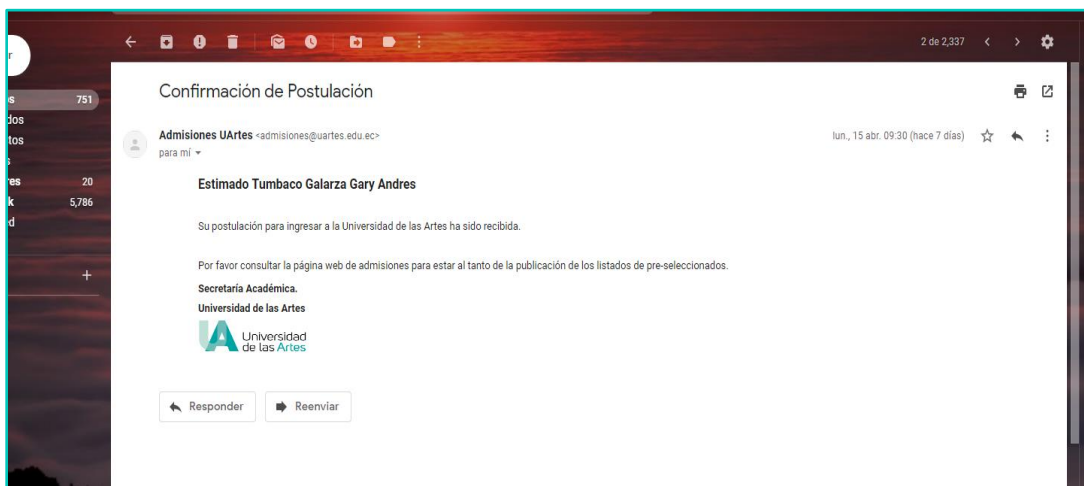 2 de 2,337
751
20
5,786
+
Confirmación de Postulación
Admisiones UArtes <admisiones@uartes.edu.ec>
lun., 15 abr. 09:30 (hace 7 días)
para mí
Estimado Tumbaco Galarza Gary Andres
Su postulación para ingresar a la Universidad de las Artes ha sido recibida.
Por favor consultar la página web de admisiones para estar al tanto de la publicación de los listados de pre-seleccionados.
Secretaría Académica.
Universidad de las Artes
UA
Universidad
de las Artes
Responder
Reenviar